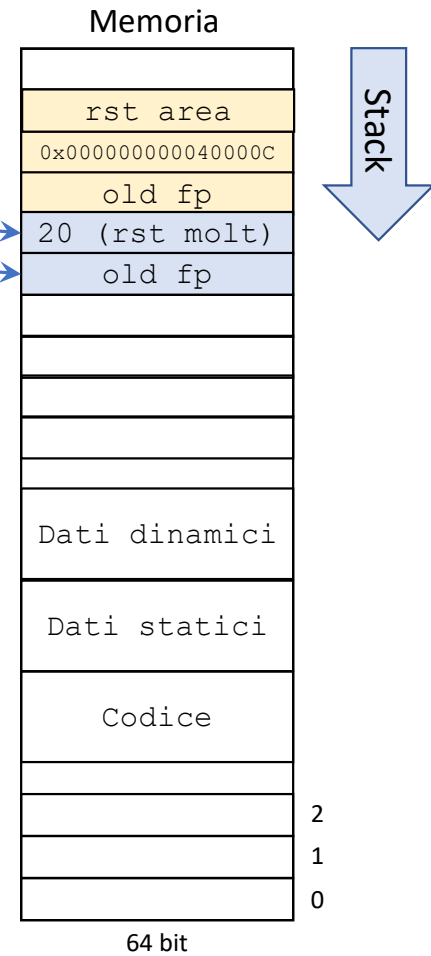 Memoria
Stack
rst area
0x000000000040000C
old fp
20 (rst molt)
old fp
Dati dinamici
Dati statici
Codice
2
1
0
64 bit